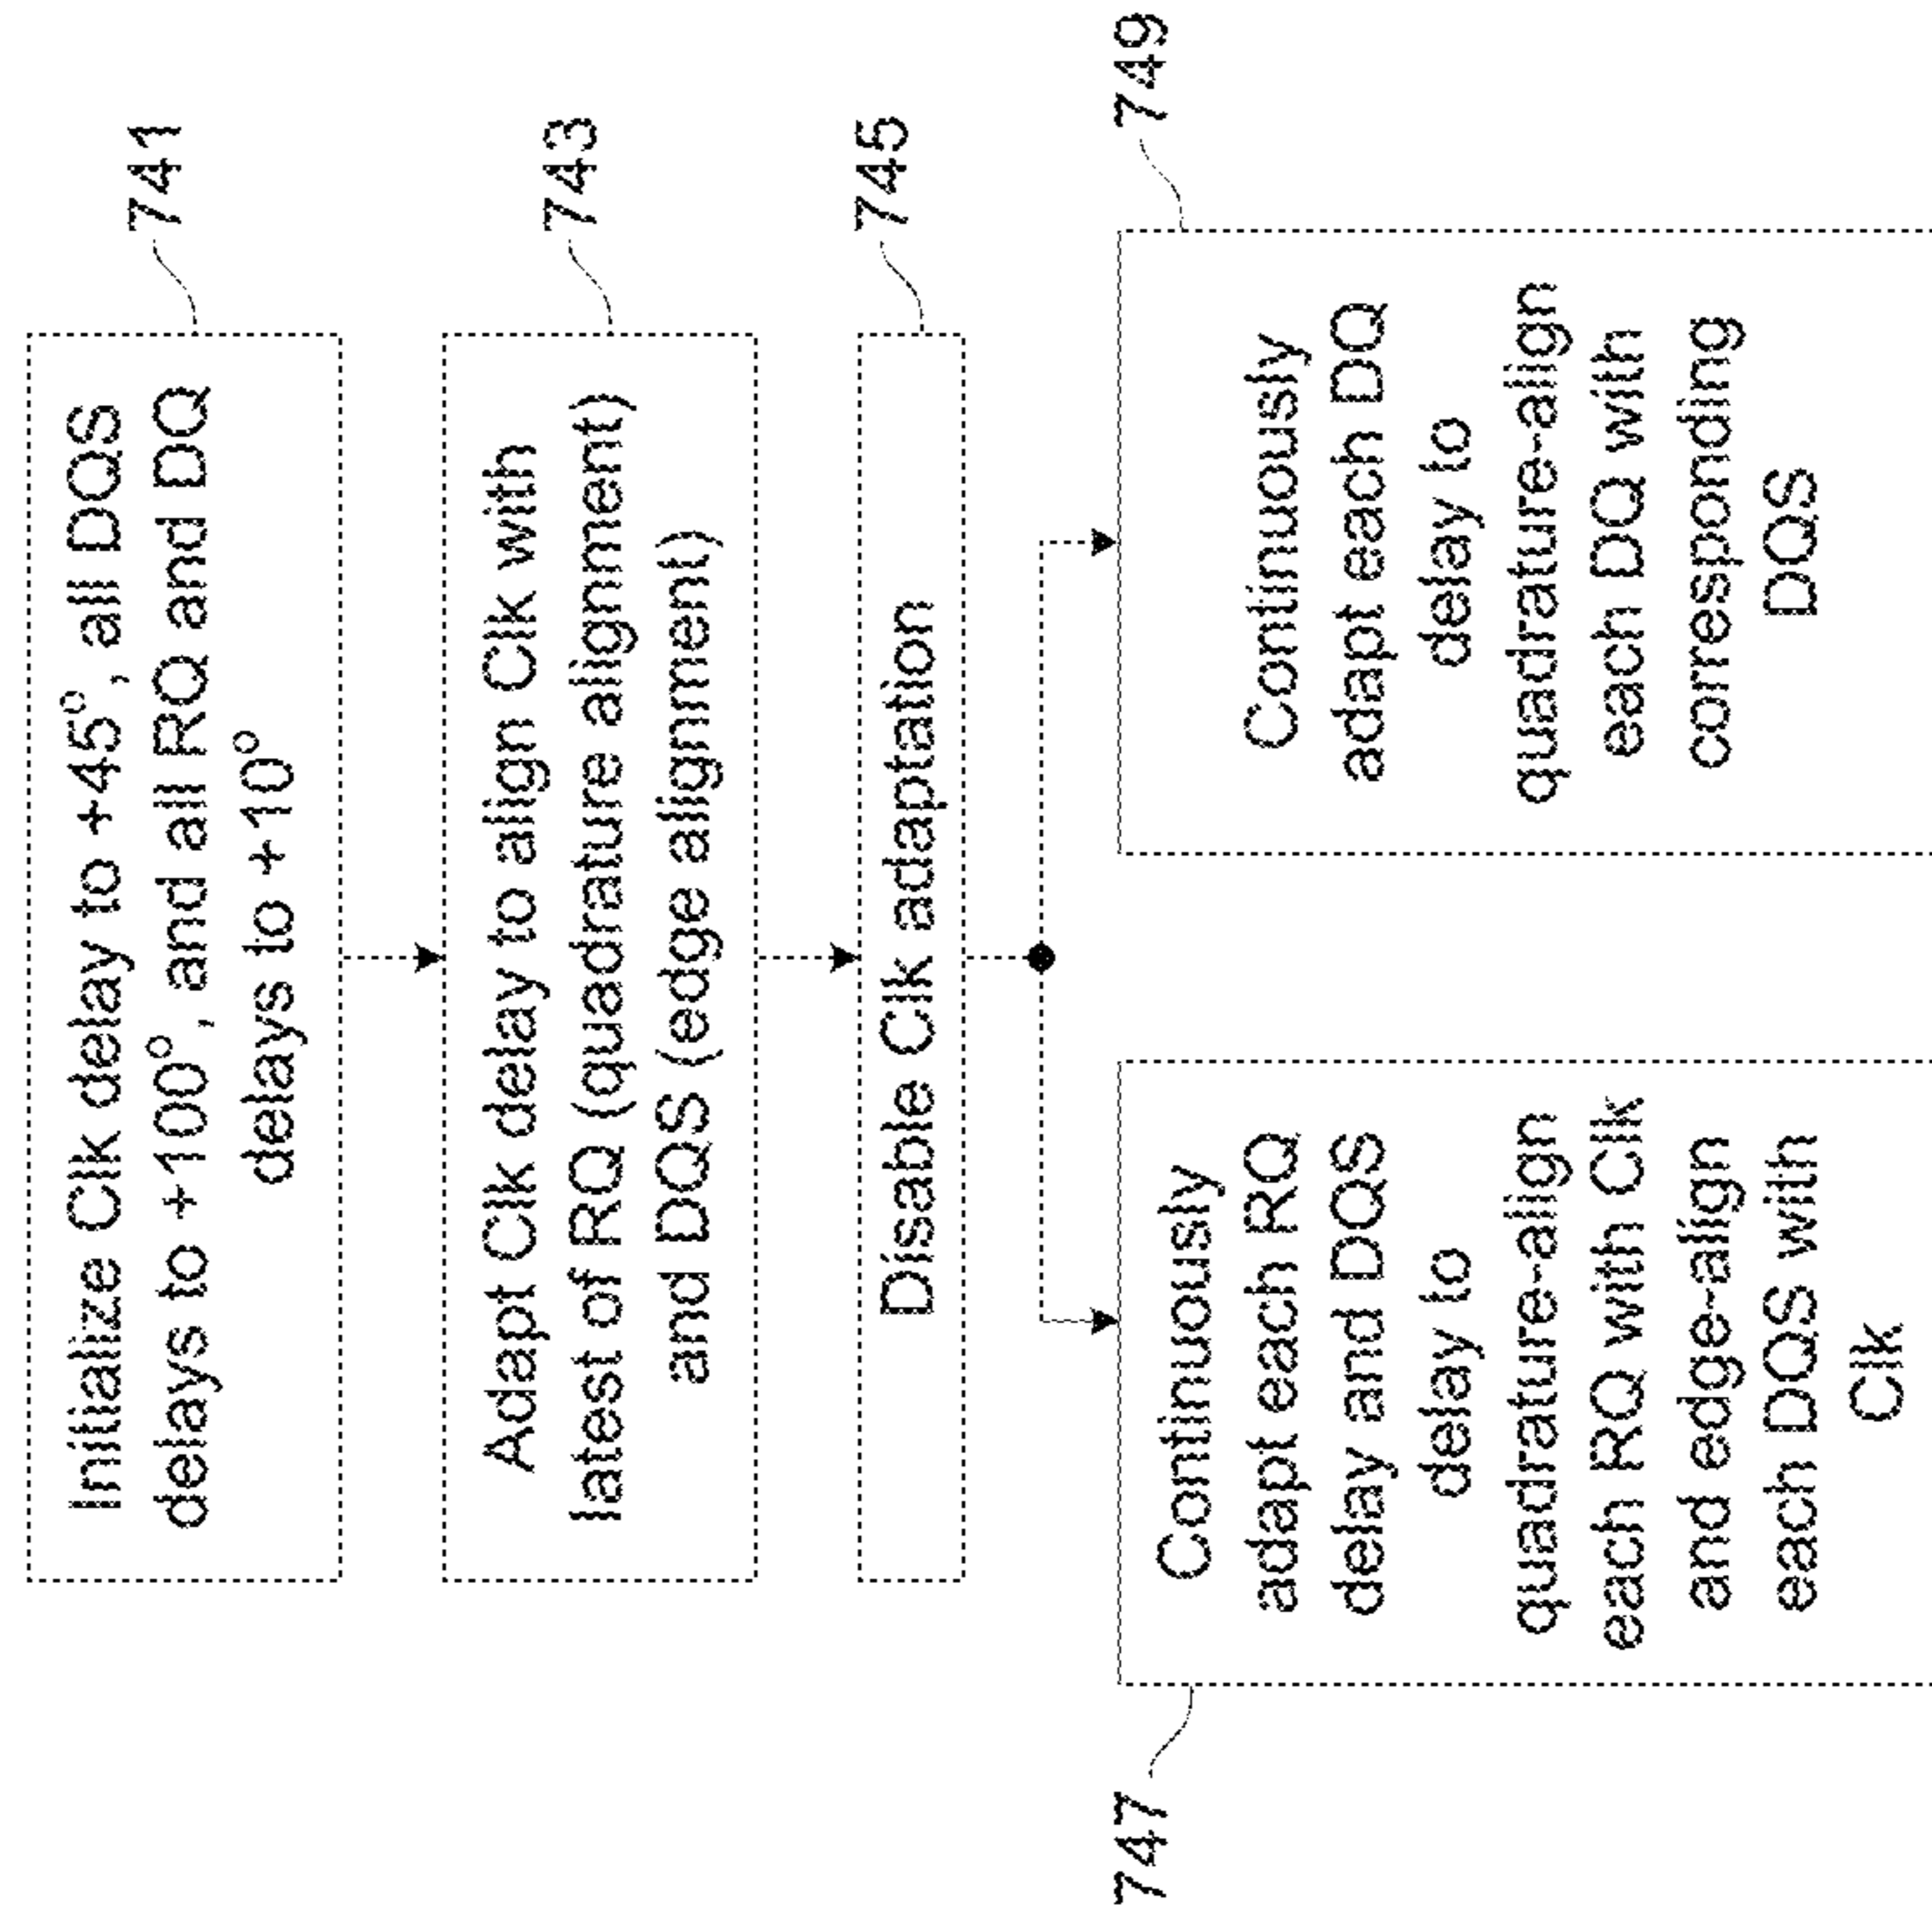 Initialize Clk delay to +45°, all DQS
delays to +100°, and all RQ and DQ
delays to +10°
741
Adapt Clk delay to align Clk with
latest of RQ (quadrature alignment)
and DQS (edge alignment)
743
Disable Clk adaptation
745
747
Continuously
adapt each RQ
delay and DQS
delay to
quadrature-align
each RQ with Clk
and edge-align
each DQS with
Clk
749
Continuously
adapt each DQ
delay to
quadrature-align
each DQ with
corresponding
DQS